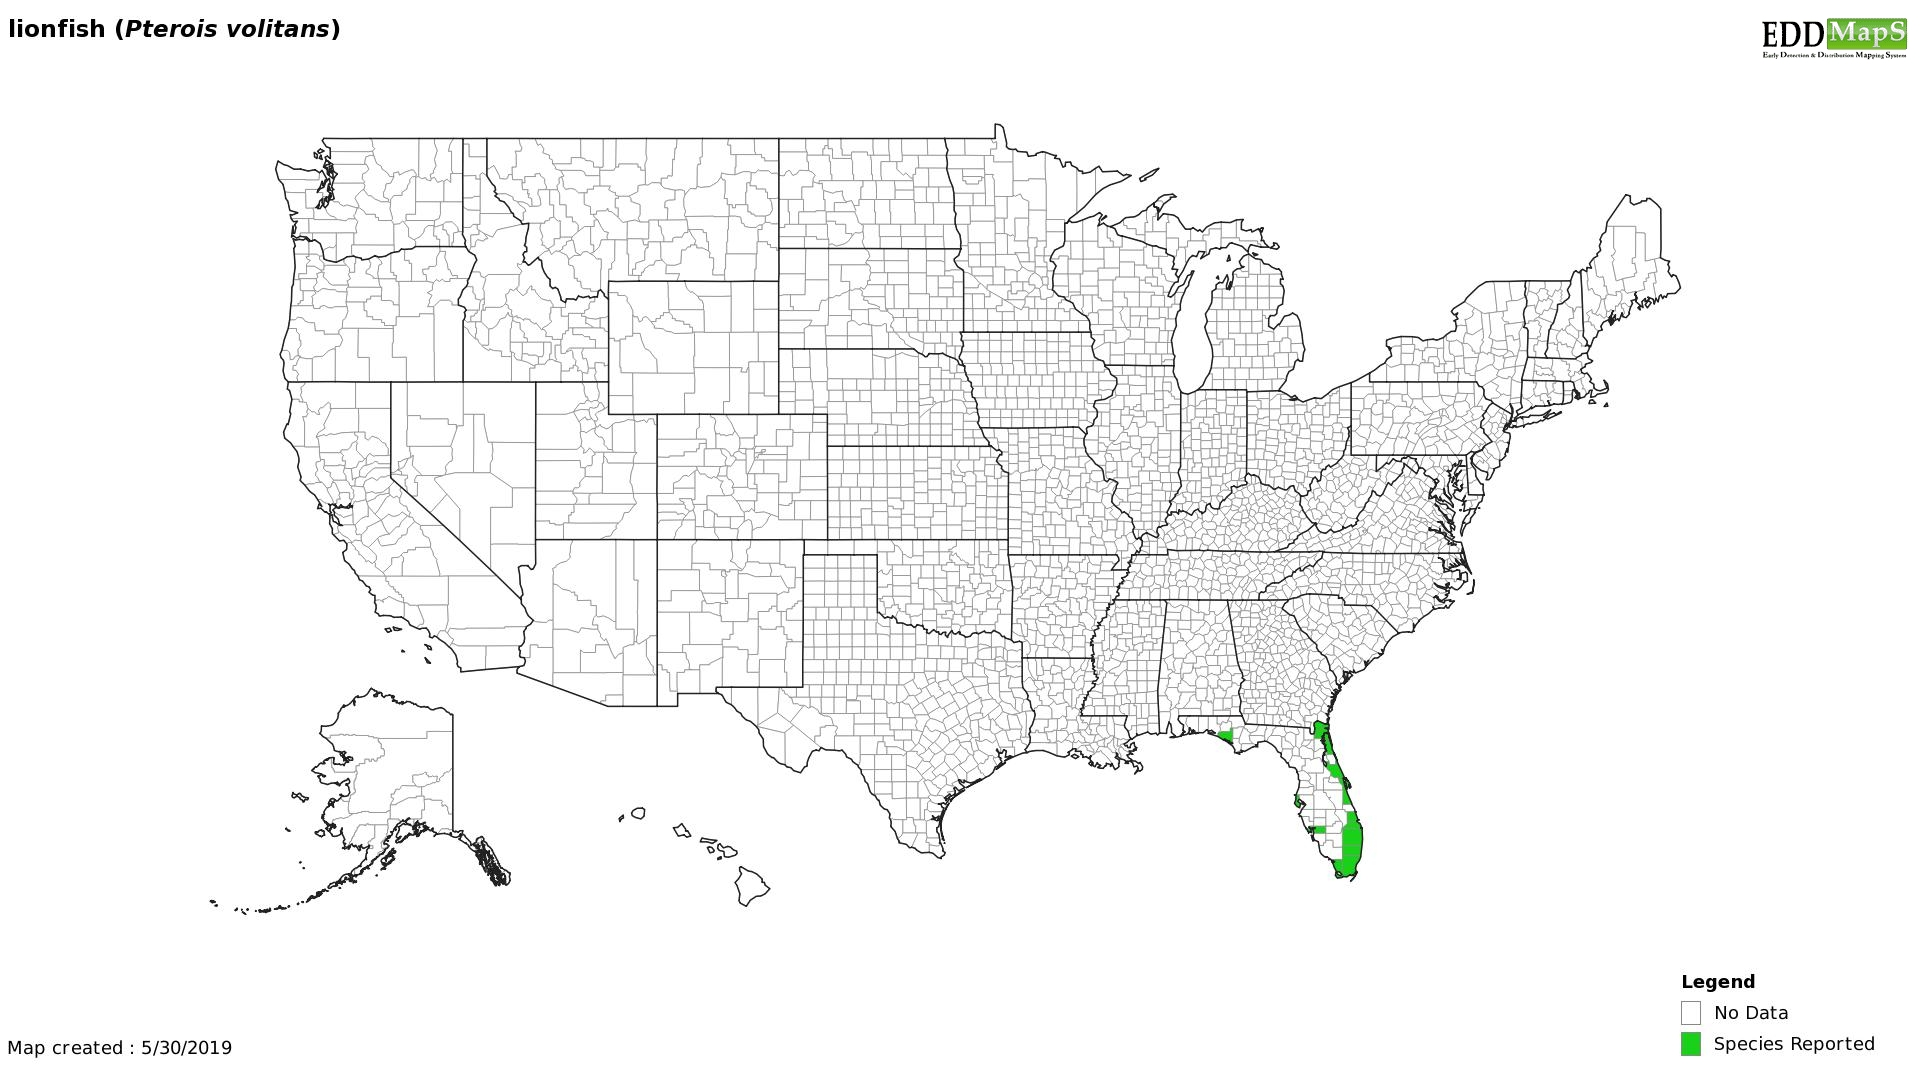 lionfish (Pterois volitans)
EDDMapS
Early Detection & Distribution Mapping System
Legend
No Data
Species Reported
Map created : 5/30/2019